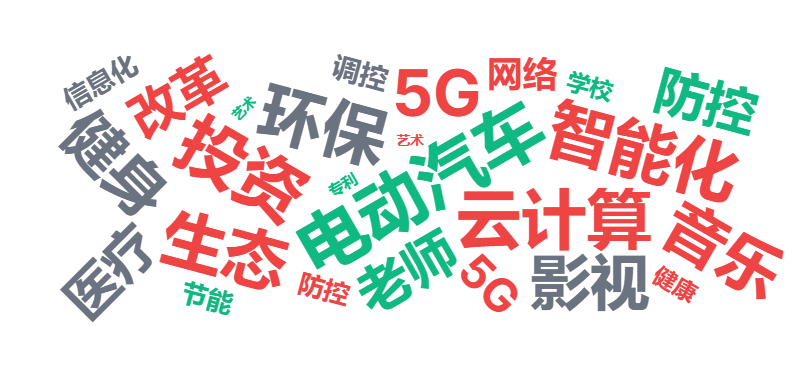 信息化
改革
艺术
调控
5G
网络
学校
防控
健身
投资
环保
艺术
电动汽车
智能化
专利
医疗
生态
节能
防控
老师
云计算
5G
影视
音乐
健康